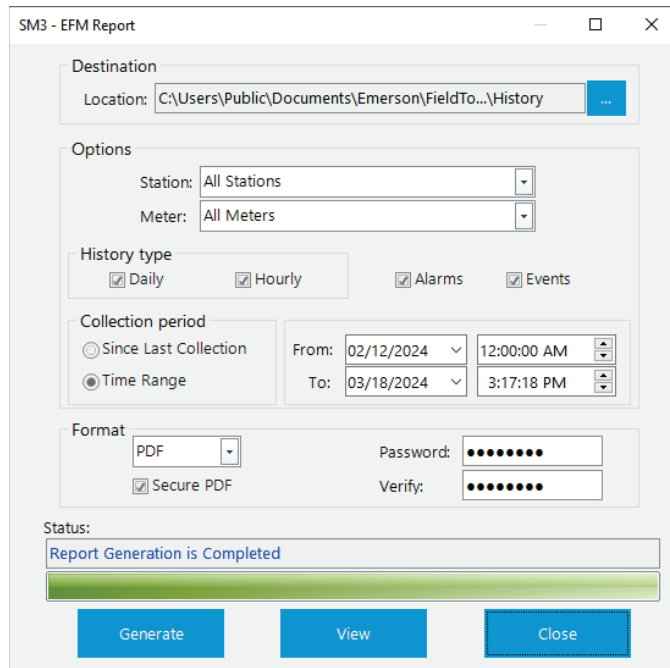 SM3 - EFM Report
Destination
Location: C:\Users\Public\Documents\Emerson\FieldTo...\History ...
Options
Station: All Stations
Meter: All Meters
History type
Daily Hourly Alarms Events
Collection period
Since Last Collection
Time Range
From: 02/12/2024 12:00:00 AM
To: 03/18/2024 3:17:18 PM
Format
PDF
Secure PDF
Password: ●●●●●●●●
Verify: ●●●●●●●●
Status:
Report Generation is Completed
Generate View Close